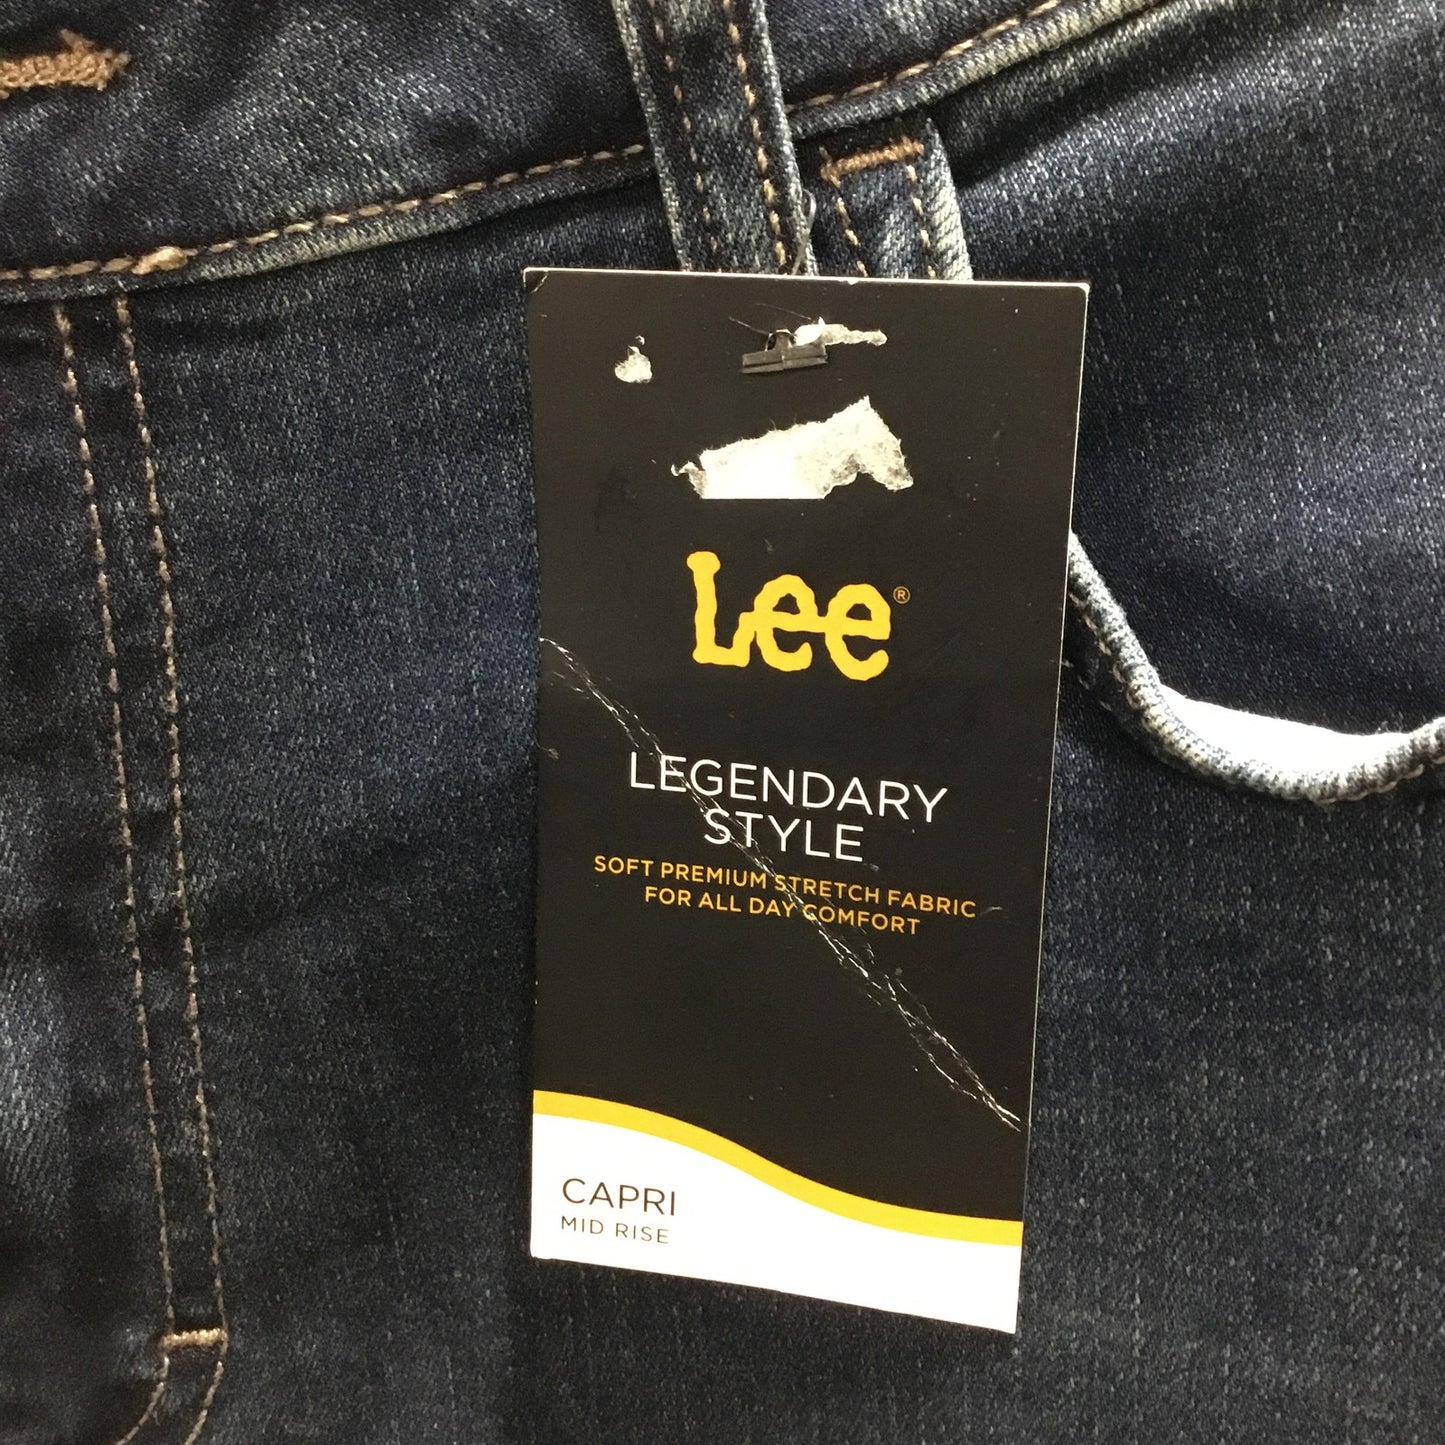 Lee®
LEGENDARY
STYLE
SOFT PREMIUM STRETCH FABRIC
FOR ALL DAY COMFORT
CAPRI
MID RISE